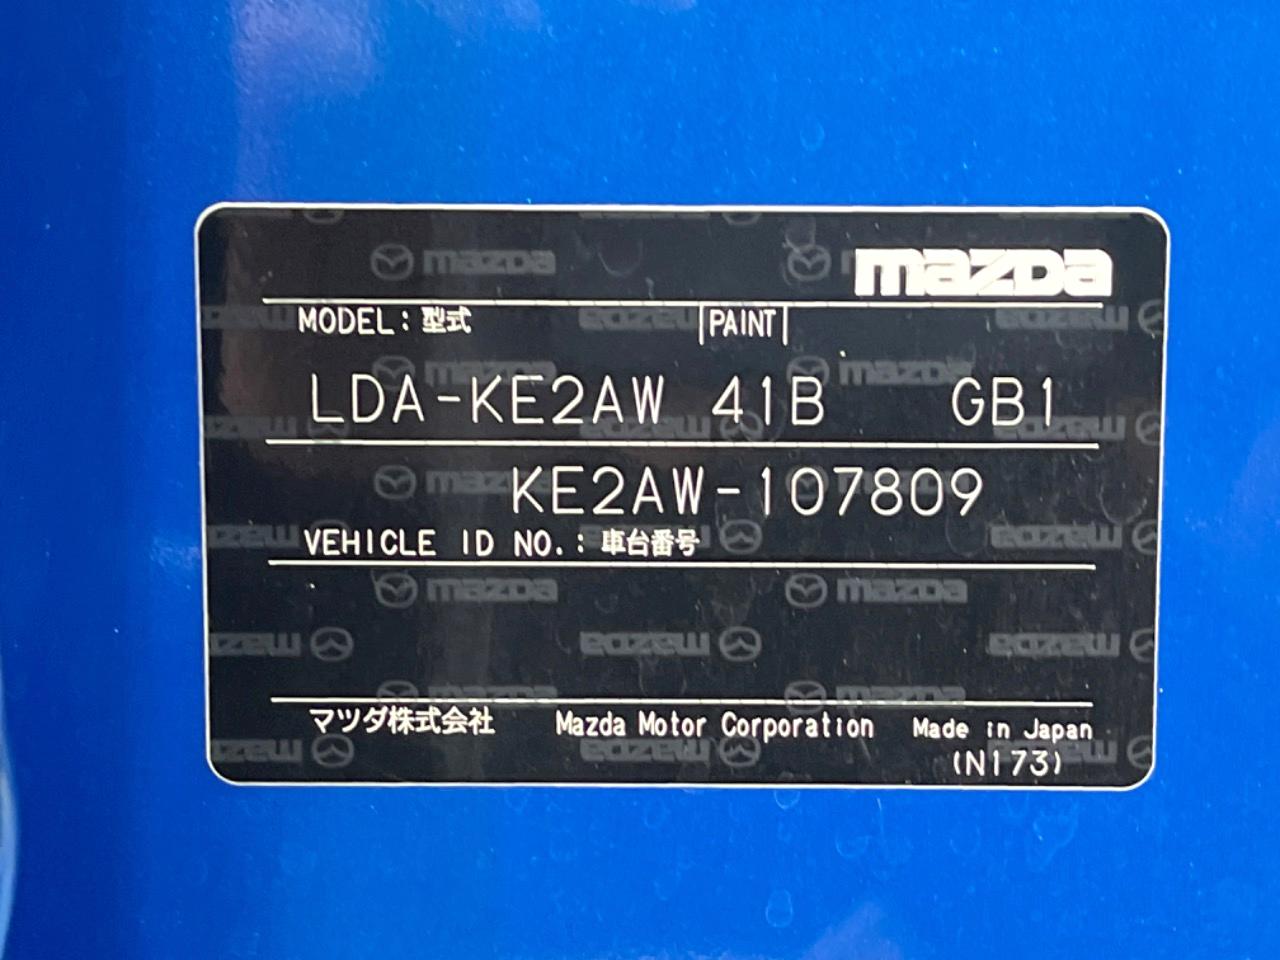 mazda
MODEL: 型式 PAINT
LDA-KE2AW 41B GB1
KE2AW-107809
VEHICLE ID NO.: 車台番号
マツダ株式会社 Mazda Motor Corporation Made in Japan
(N173)